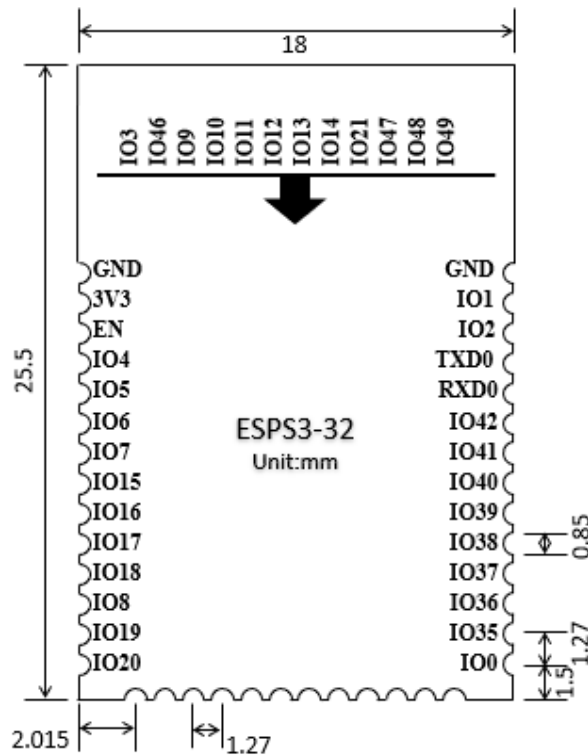 18
IO3 IO46 IO9 IO10 IO11 IO12 IO13 IO14 IO21 IO47 IO48 IO49
25.5
GND GND
3V3 IO1
EN IO2
IO4 TXD0
IO5 RXD0
IO6 IO42
ESPS3-32
IO7 IO41
Unit:mm
IO15 IO40
IO16 IO39
IO17 IO38
0.85
IO18 IO37
IO8 IO36
IO19 IO35
1.27
IO20 IO0
1.5
2.015
1.27